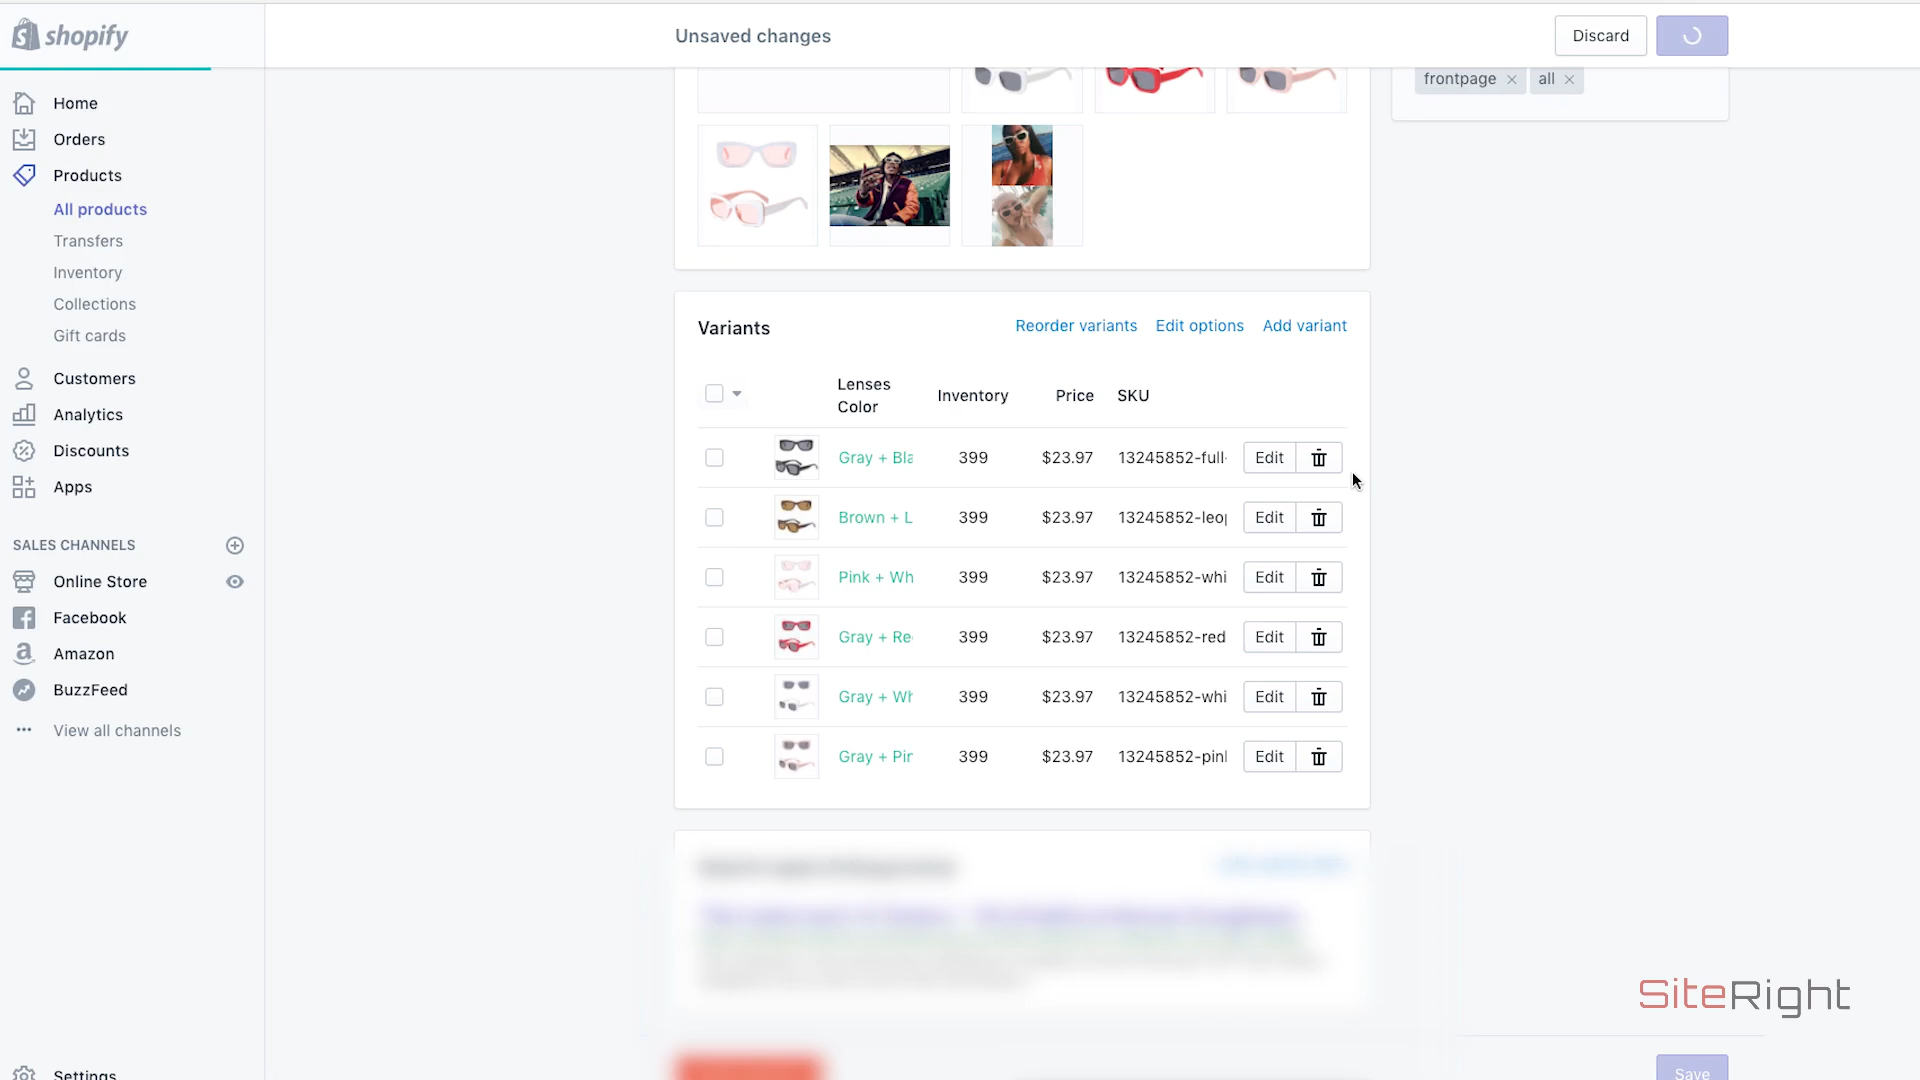 shopify
Unsaved changes
Discard
Home
Orders
Products
All products
Transfers
Inventory
Collections
Gift cards
Customers
Analytics
Discounts
Apps
SALES CHANNELS
Online Store
Facebook
Amazon
BuzzFeed
View all channels
Settings
frontpage
all
Variants
Reorder variants Edit options Add variant
Lenses Color Inventory Price SKU
Gray + Bla 399 $23.97 13245852-full- Edit
Brown + L 399 $23.97 13245852-leo Edit
Pink + Wh 399 $23.97 13245852-whi Edit
Gray + Re 399 $23.97 13245852-red Edit
Gray + Wh 399 $23.97 13245852-whi Edit
Gray + Pin 399 $23.97 13245852-pin Edit
SiteRight
Save